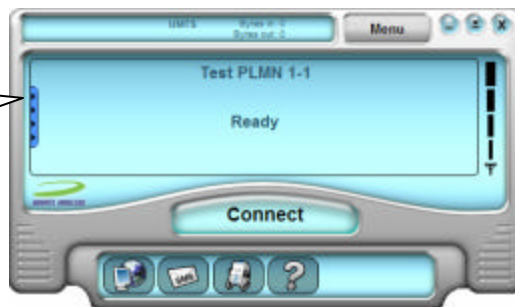 UMTS
Bytes in: 0
Bytes out: 0
Menu
X
Test PLMN 1-1
Ready
Connect
SMS
?